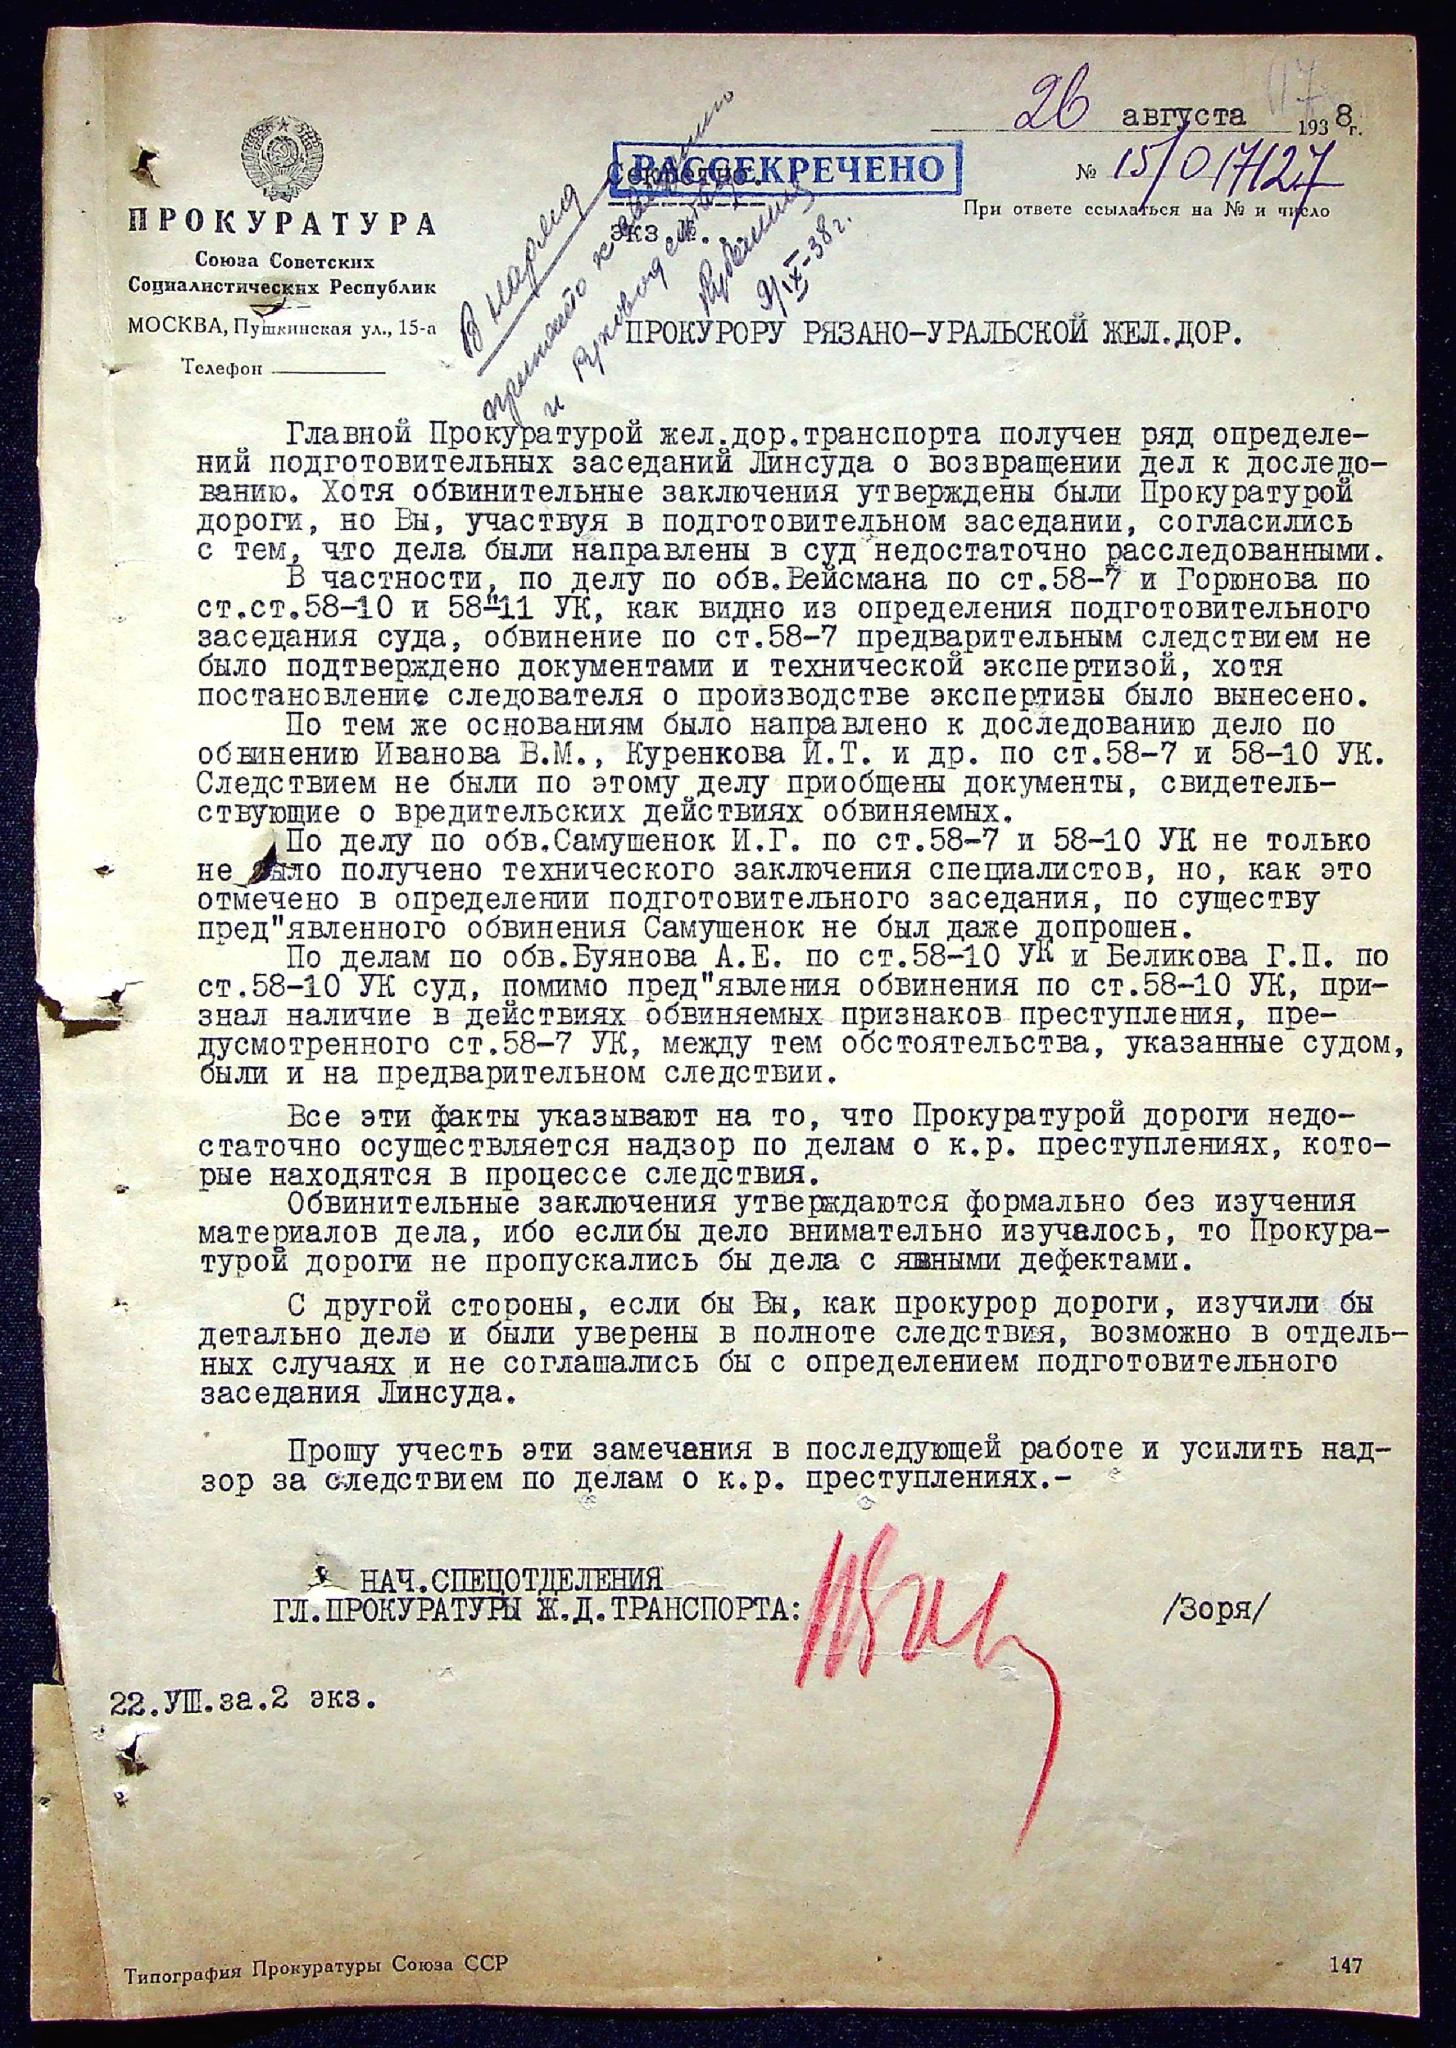 26 августа 1938 г.
№ 15/017127
При ответе ссылаться на № и число
РАССЕКРЕЧЕНО
Секретно.
экз №.
ПРОКУРАТУРА
Союза Советских
Социалистических Республик
МОСКВА, Пушкинская ул., 15-а
Телефон
В наряд
принято к сведению
и руководству
9/IX-38г.
ПРОКУРОРУ РЯЗАНО-УРАЛЬСКОЙ ЖЕЛ.ДОР.
Главной Прокуратурой жел.дор.транспорта получен ряд определе-
ний подготовительных заседаний Линсуда о возвращении дел к доследо-
ванию. Хотя обвинительные заключения утверждены были Прокуратурой
дороги, но Вы, участвуя в подготовительном заседании, согласились
с тем, что дела были направлены в суд недостаточно расследованными.
В частности, по делу по обв.Вейсмана по ст.58-7 и Горюнова по
ст.ст.58-10 и 58-11 УК, как видно из определения подготовительного
заседания суда, обвинение по ст.58-7 предварительным следствием не
было подтверждено документами и технической экспертизой, хотя
постановление следователя о производстве экспертизы было вынесено.
По тем же основаниям было направлено к доследованию дело по
обвинению Иванова В.М., Куренкова И.Т. и др. по ст.58-7 и 58-10 УК.
Следствием не были по этому делу приобщены документы, свидетель-
ствующие о вредительских действиях обвиняемых.
По делу по обв.Самушенок И.Г. по ст.58-7 и 58-10 УК не только
не было получено технического заключения специалистов, но, как это
отмечено в определении подготовительного заседания, по существу
пред"явленного обвинения Самушенок не был даже допрошен.
По делам по обв.Буянова А.Е. по ст.58-10 УК и Беликова Г.П. по
ст.58-10 УК суд, помимо пред"явления обвинения по ст.58-10 УК, при-
знал наличие в действиях обвиняемых признаков преступления, пре-
дусмотренного ст.58-7 УК, между тем обстоятельства, указанные судом,
были и на предварительном следствии.
Все эти факты указывают на то, что Прокуратурой дороги недо-
статочно осуществляется надзор по делам о к.р. преступлениях, кото-
рые находятся в процессе следствия.
Обвинительные заключения утверждаются формально без изучения
материалов дела, ибо еслибы дело внимательно изучалось, то Прокура-
турой дороги не пропускались бы дела с явными дефектами.
С другой стороны, если бы Вы, как прокурор дороги, изучили бы
детально дело и были уверены в полноте следствия, возможно в отдель-
ных случаях и не соглашались бы с определением подготовительного
заседания Линсуда.
Прошу учесть эти замечания в последующей работе и усилить над-
зор за следствием по делам о к.р. преступлениях.-
НАЧ.СПЕЦОТДЕЛЕНИЯ
ГЛ.ПРОКУРАТУРЫ Ж.Д.ТРАНСПОРТА: /Зоря/
22.УШ.за.2 экз.
Типография Прокуратуры Союза ССР 147